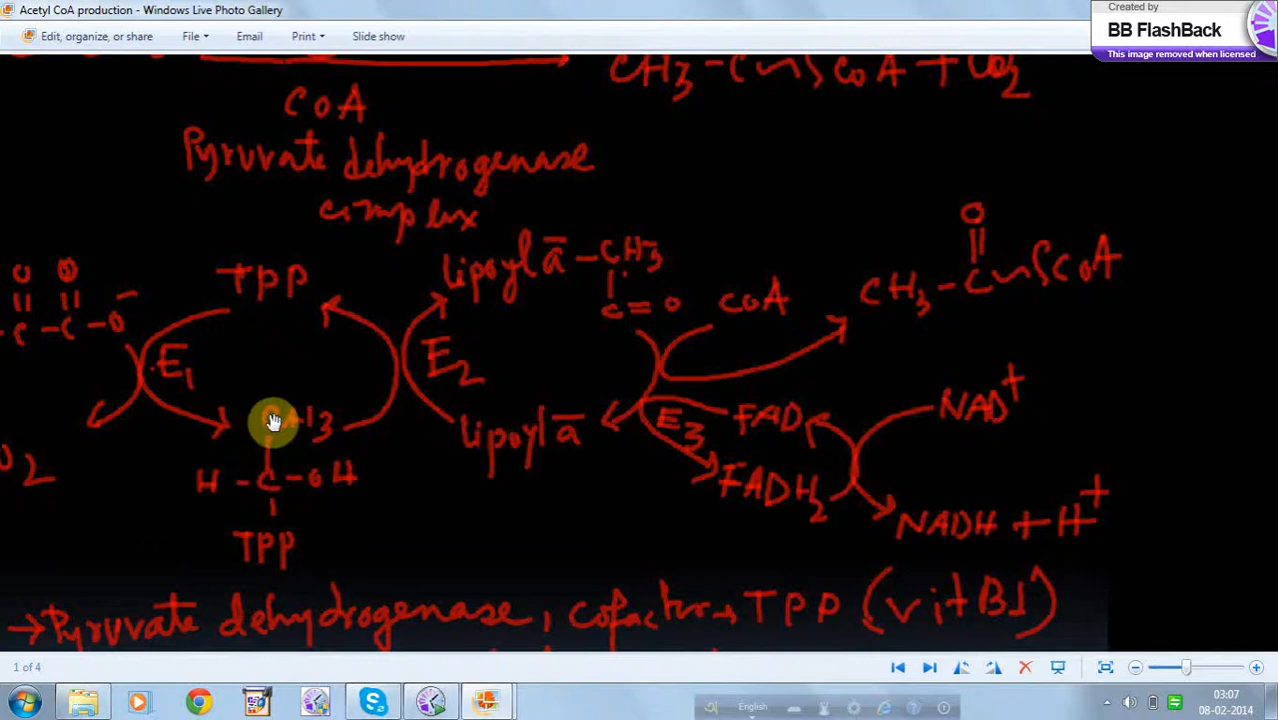 Acetyl CoA production - Windows Live Photo Gallery
Created by
BB FlashBack
This image removed when licensed
Edit, organize, or share File Email Print Slide show
CH3-C~SCoA + CO2
CoA
Pyruvate dehydrogenase
complex
O O
C - C - O-
TPP
E1
CH3
H - C - OH
TPP
O2
lipoyl a - CH3
C = O
E2
lipoyl a
CoA
O
CH3 - C~SCoA
E3
FAD
FADH2
NAD+
NADH + H+
→Pyruvate dehydrogenase, cofactor → TPP (vit B1)
1 of 4
English
03:07
08-02-2014